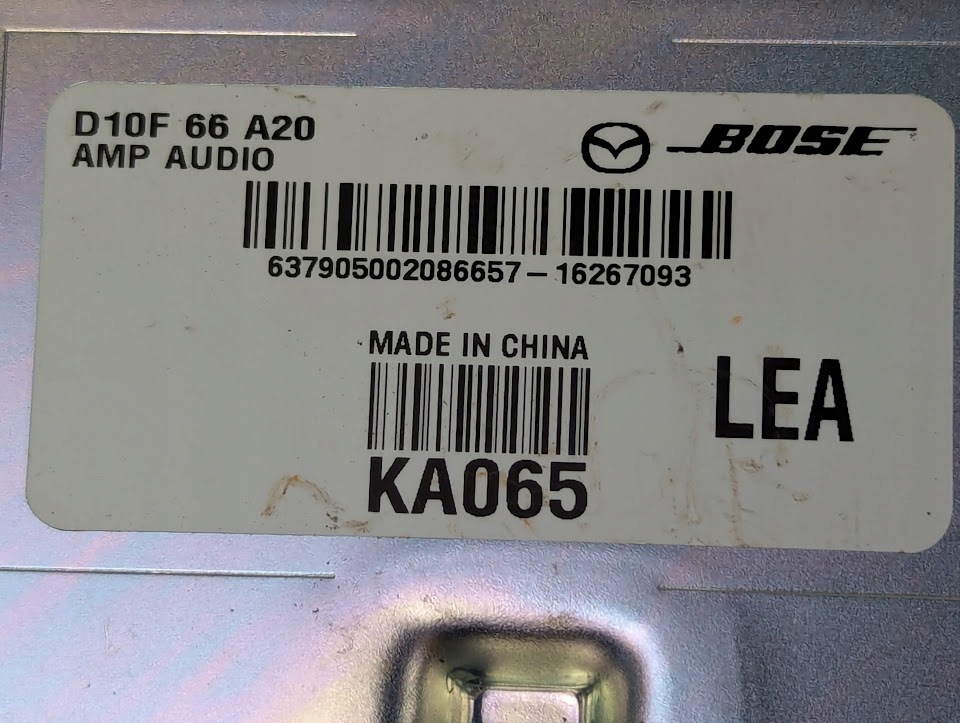 D10F 66 A20
AMP AUDIO
BOSE
637905002086657-16267093
MADE IN CHINA
LEA
KA065